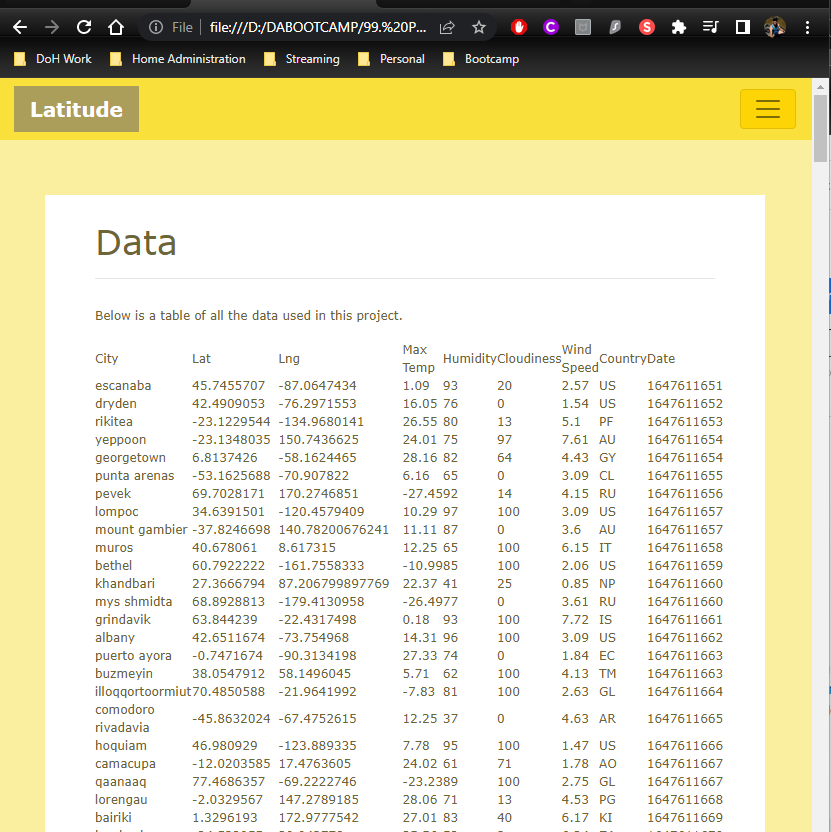 File file:///D:/DABOOTCAMP/99.%20P...
DoH Work Home Administration Streaming Personal Bootcamp
Latitude
Data
Below is a table of all the data used in this project.
City Lat Lng Max Temp Humidity Cloudiness Wind Speed Country Date
escanaba 45.7455707 -87.0647434 1.09 93 20 2.57 US 1647611651
dryden 42.4909053 -76.2971553 16.05 76 0 1.54 US 1647611652
rikitea -23.1229544 -134.9680141 26.55 80 13 5.1 PF 1647611653
yeppoon -23.1348035 150.7436625 24.01 75 97 7.61 AU 1647611654
georgetown 6.8137426 -58.1624465 28.16 82 64 4.43 GY 1647611654
punta arenas -53.1625688 -70.907822 6.16 65 0 3.09 CL 1647611655
pevek 69.7028171 170.2746851 -27.4592 14 4.15 RU 1647611656
lompoc 34.6391501 -120.4579409 10.29 97 100 3.09 US 1647611657
mount gambier -37.8246698 140.78200676241 11.11 87 0 3.6 AU 1647611657
muros 40.678061 8.617315 12.25 65 100 6.15 IT 1647611658
bethel 60.7922222 -161.7558333 -10.9985 100 2.06 US 1647611659
khandbari 27.3666794 87.206799897769 22.37 41 25 0.85 NP 1647611660
mys shmidta 68.8928813 -179.4130958 -26.4977 0 3.61 RU 1647611660
grindavik 63.844239 -22.4317498 0.18 93 100 7.72 IS 1647611661
albany 42.6511674 -73.754968 14.31 96 100 3.09 US 1647611662
puerto ayora -0.7471674 -90.3134198 27.33 74 0 1.84 EC 1647611663
buzmeyin 38.0547912 58.1496045 5.71 62 100 4.13 TM 1647611663
illoqqortoormiut 70.4850588 -21.9641992 -7.83 81 100 2.63 GL 1647611664
comodoro rivadavia -45.8632024 -67.4752615 12.25 37 0 4.63 AR 1647611665
hoquiam 46.980929 -123.889335 7.78 95 100 1.47 US 1647611666
camacupa -12.0203585 17.4763605 24.02 61 71 1.78 AO 1647611667
qaanaaq 77.4686357 -69.2222746 -23.2389 100 2.75 GL 1647611667
lorengau -2.0329567 147.2789185 28.06 71 13 4.53 PG 1647611668
bairiki 1.3296193 172.9777542 27.01 83 40 6.17 KI 1647611669